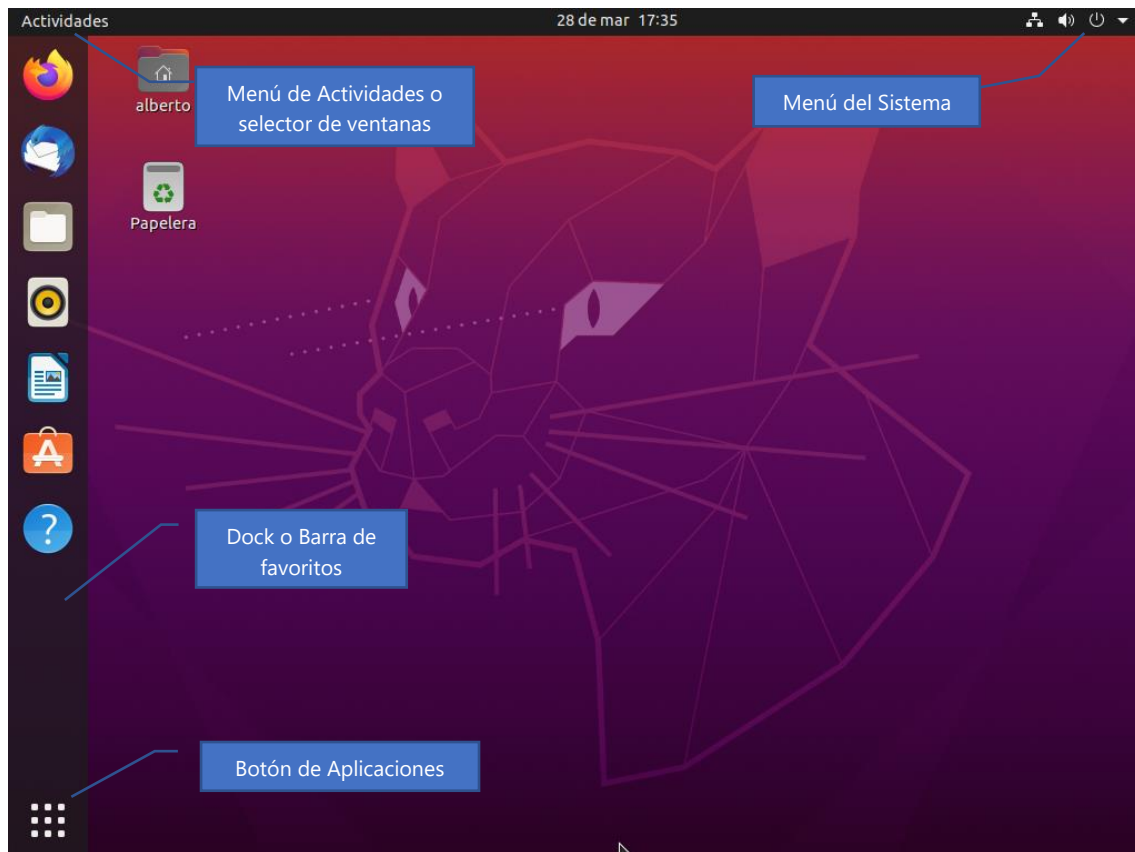 Actividades
28 de mar 17:35
alberto
Menú de Actividades o
selector de ventanas
Menú del Sistema
Papelera
Dock o Barra de
favoritos
Botón de Aplicaciones